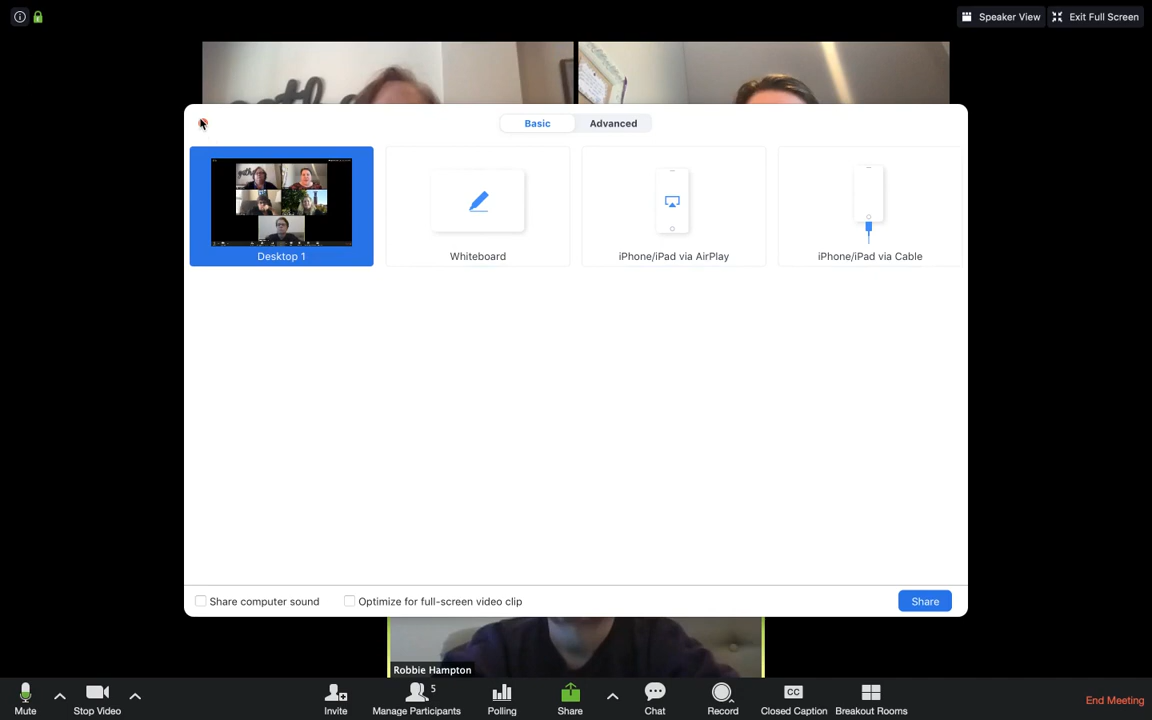 Speaker View
Exit Full Screen
Basic
Advanced
Desktop 1
Whiteboard
iPhone/iPad via AirPlay
iPhone/iPad via Cable
Share computer sound
Optimize for full-screen video clip
Share
Robbie Hampton
Mute
Stop Video
Invite
5
Manage Participants
Polling
Share
Chat
Record
CC
Closed Caption
Breakout Rooms
End Meeting